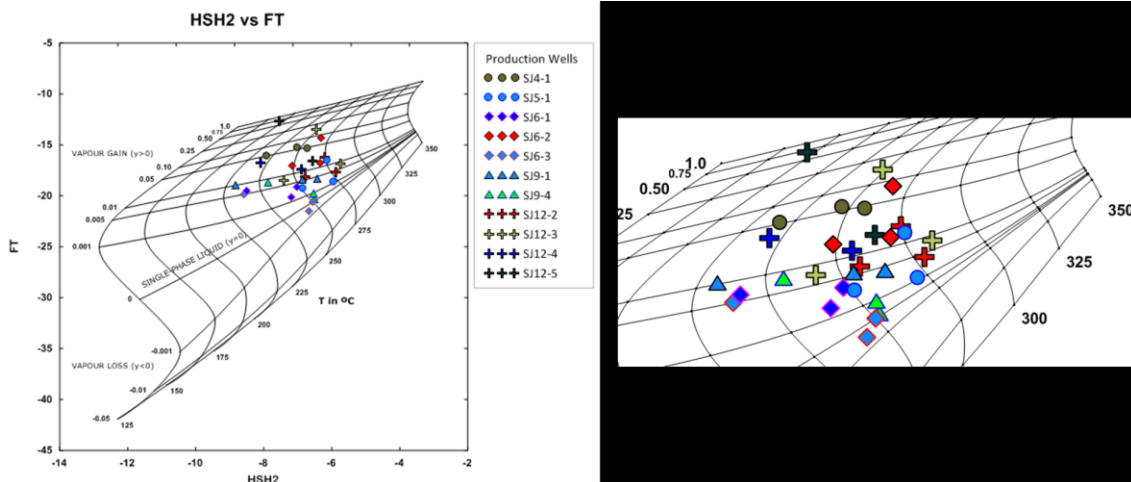 HSH2 vs FT
-5
-10
-15
-20
-25
-30
-35
-40
-45
FT
-14
-12
-10
-8
-6
-4
-2
HSH2
VAPOUR GAIN (y>0)
SINGLE-PHASE LIQUID (y=0)
VAPOUR LOSS (y<0)
1.0
0.75
0.50
0.25
0.10
0.05
0.01
0.005
0.001
0
-0.001
-0.01
-0.05
125
150
175
200
225
250
275
300
325
350
T in ºC
Production Wells
SJ4-1
SJ5-1
SJ6-1
SJ6-2
SJ6-3
SJ9-1
SJ9-4
SJ12-2
SJ12-3
SJ12-4
SJ12-5
1.0
0.75
0.50
25
350
325
300